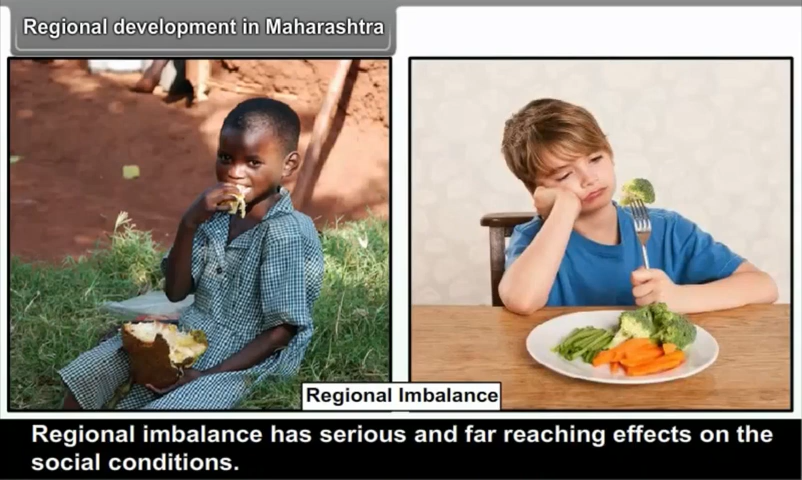 Regional development in Maharashtra
Regional Imbalance
Regional imbalance has serious and far reaching effects on the
social conditions.